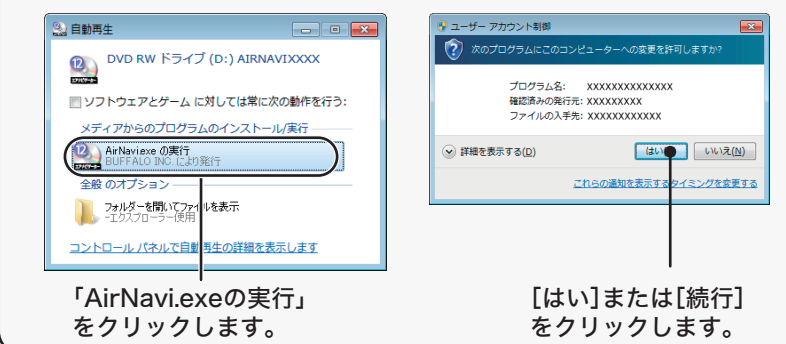 自動再生
DVD RW ドライブ (D:) AIRNAVIXXXX
ソフトウェアとゲーム に対しては常に次の動作を行う:
メディアからのプログラムのインストール/実行
AirNavi.exe の実行
BUFFALO INC. により発行
全般 のオプション
フォルダーを開いてファイルを表示
-エクスプローラー使用
コントロール パネルで自動再生の詳細を表示します
「AirNavi.exeの実行」
をクリックします。
ユーザー アカウント制御
次のプログラムにこのコンピューターへの変更を許可しますか?
プログラム名: XXXXXXXXXXXXXX
確認済みの発行元: XXXXXXXXX
ファイルの入手先: XXXXXXXXXXXX
詳細を表示する(D)
はい
いいえ(N)
これらの通知を表示するタイミングを変更する
[はい]または[続行]
をクリックします。